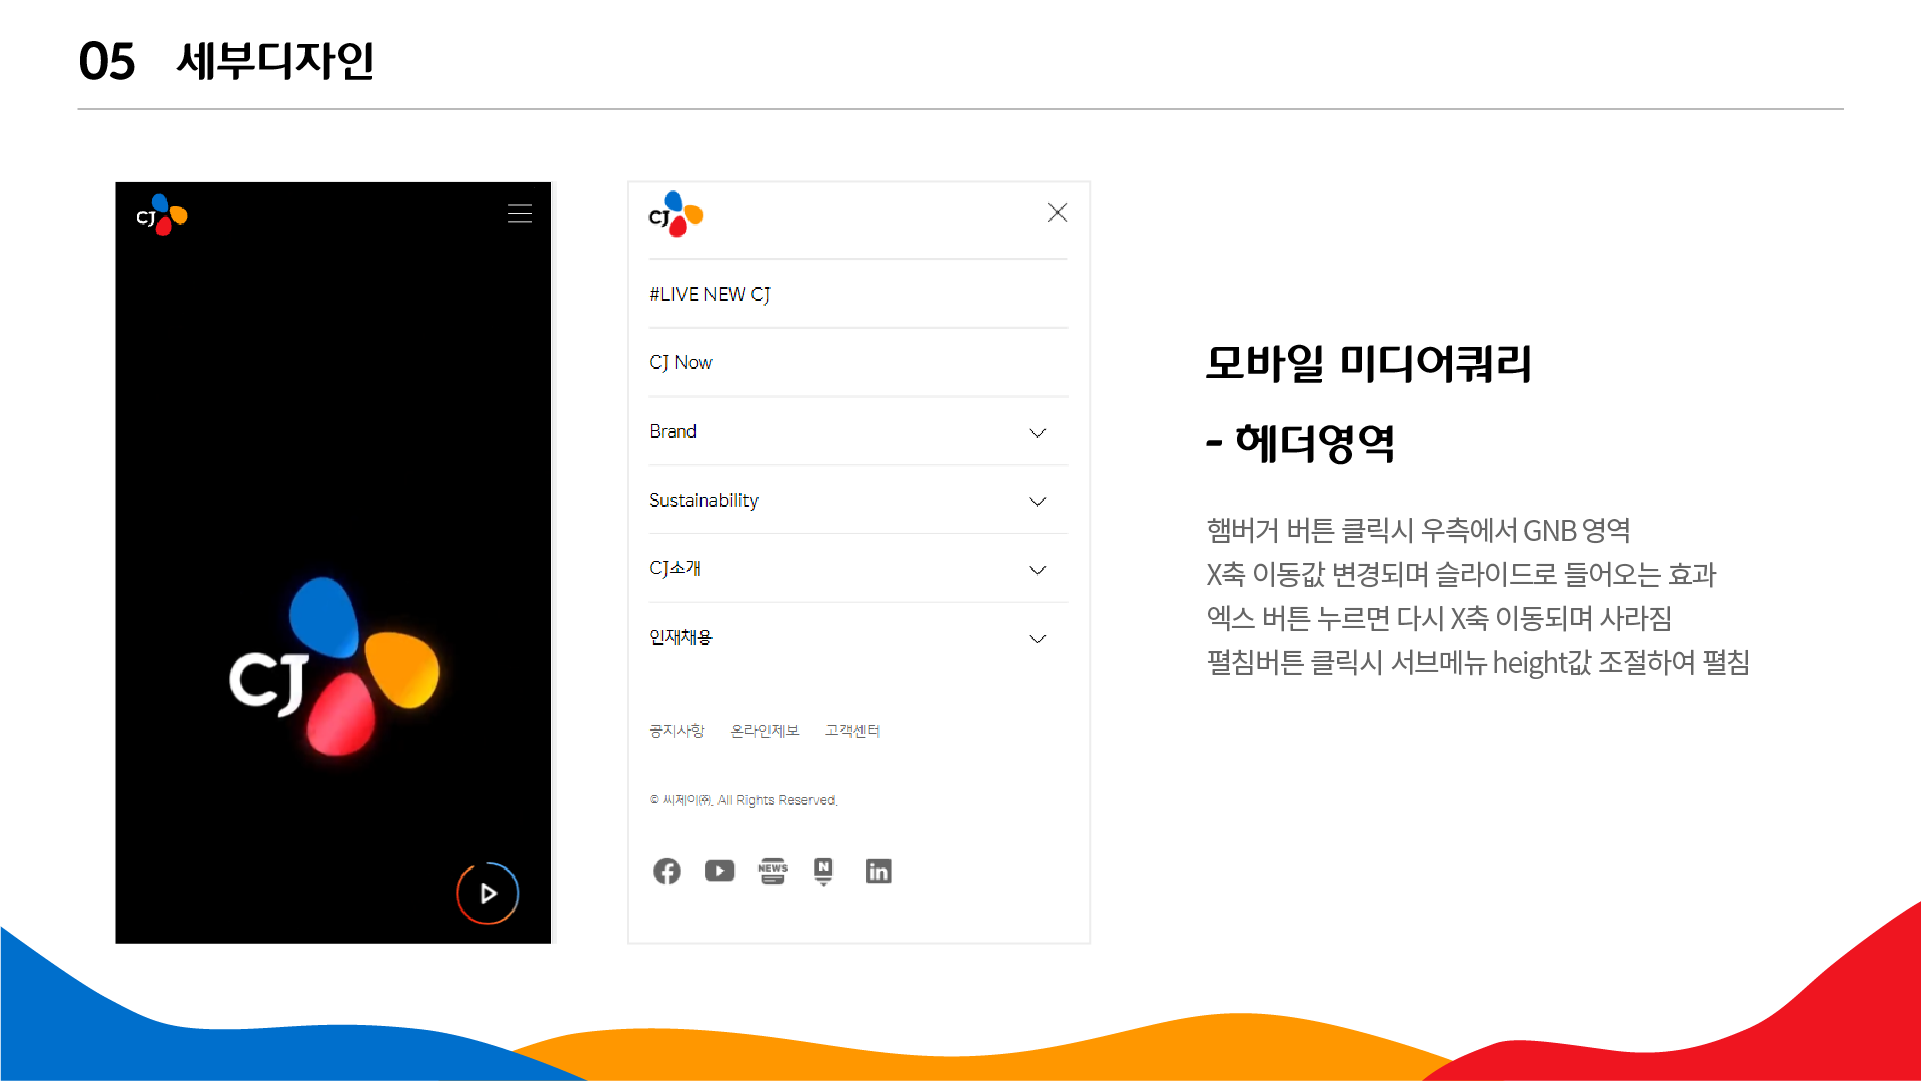 05 세부디자인
CJ
CJ
CJ
#LIVE NEW CJ
CJ Now
Brand
Sustainability
CJ소개
인재채용
공지사항 온라인제보 고객센터
© 씨제이㈜. All Rights Reserved.
NEWS N in
모바일 미디어쿼리
- 헤더영역
햄버거 버튼 클릭시 우측에서 GNB 영역
X축 이동값 변경되며 슬라이드로 들어오는 효과
엑스 버튼 누르면 다시 X축 이동되며 사라짐
펼침버튼 클릭시 서브메뉴 height값 조절하여 펼침